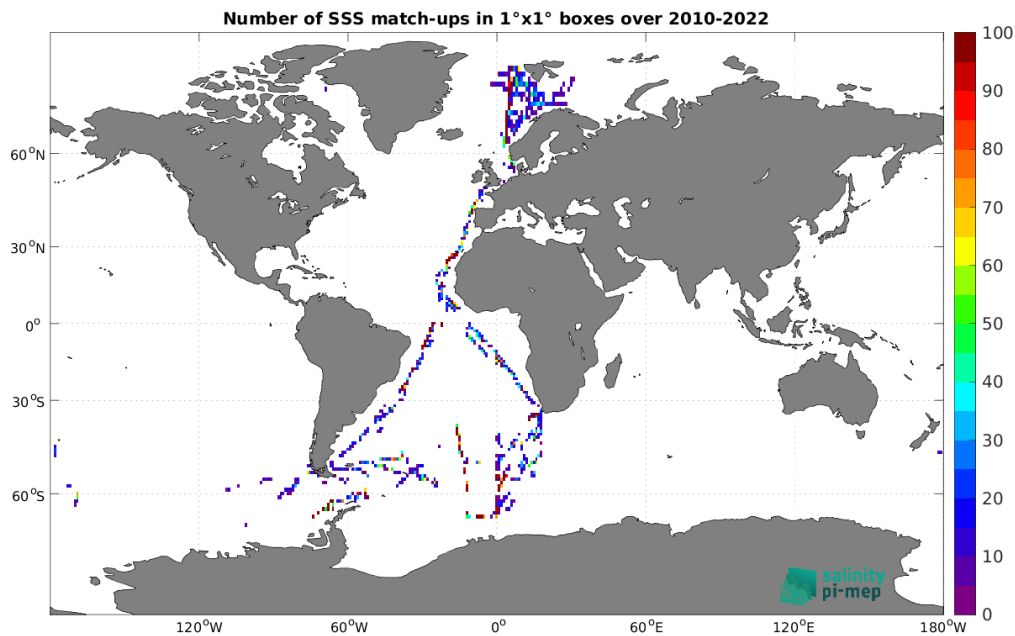 Number of SSS match-ups in 1°x1° boxes over 2010-2022
100
90
80
70
60
50
40
30
20
10
0
60°N
30°N
0°
30°S
60°S
120°W 60°W 0° 60°E 120°E 180°W
salinity
pi-mep